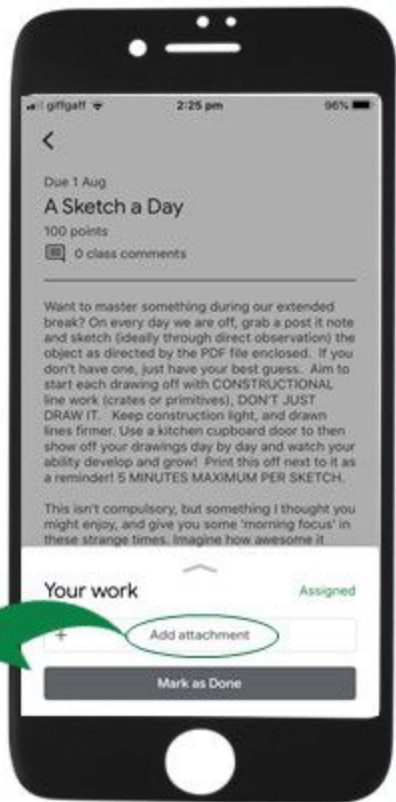 giffgaff 2:25 pm 96%
Due 1 Aug
A Sketch a Day
100 points
0 class comments
Want to master something during our extended
break? On every day we are off, grab a post it note
and sketch (ideally through direct observation) the
object as directed by the PDF file enclosed. If you
don't have one, just have your best guess. Aim to
start each drawing off with CONSTRUCTIONAL
line work (crates or primitives), DON'T JUST
DRAW IT. Keep construction light, and drawn
lines firmer. Use a kitchen cupboard door to then
show off your drawings day by day and watch your
ability develop and grow! Print this off next to it as
a reminder! 5 MINUTES MAXIMUM PER SKETCH.
This isn't compulsory, but something I thought you
might enjoy, and give you some 'morning focus' in
these strange times. Imagine how awesome it
Your work Assigned
+ Add attachment
Mark as Done